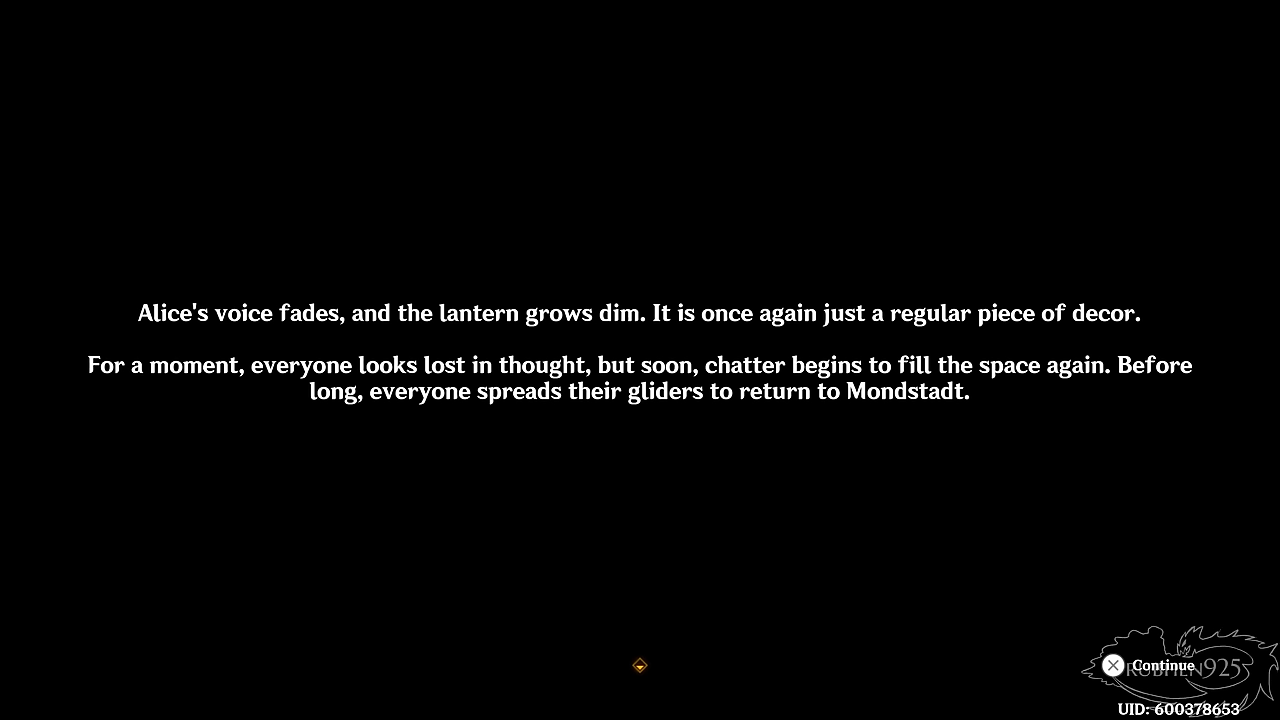 Alice's voice fades, and the lantern grows dim. It is once again just a regular piece of decor.
For a moment, everyone looks lost in thought, but soon, chatter begins to fill the space again. Before
long, everyone spreads their gliders to return to Mondstadt.
Continue
RUBHEN925
UID: 600378653